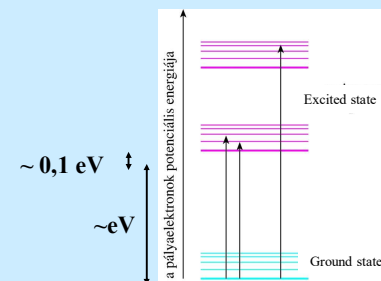 a pályaelektronok potenciális energiája
Excited state
~ 0,1 eV
~eV
Ground state